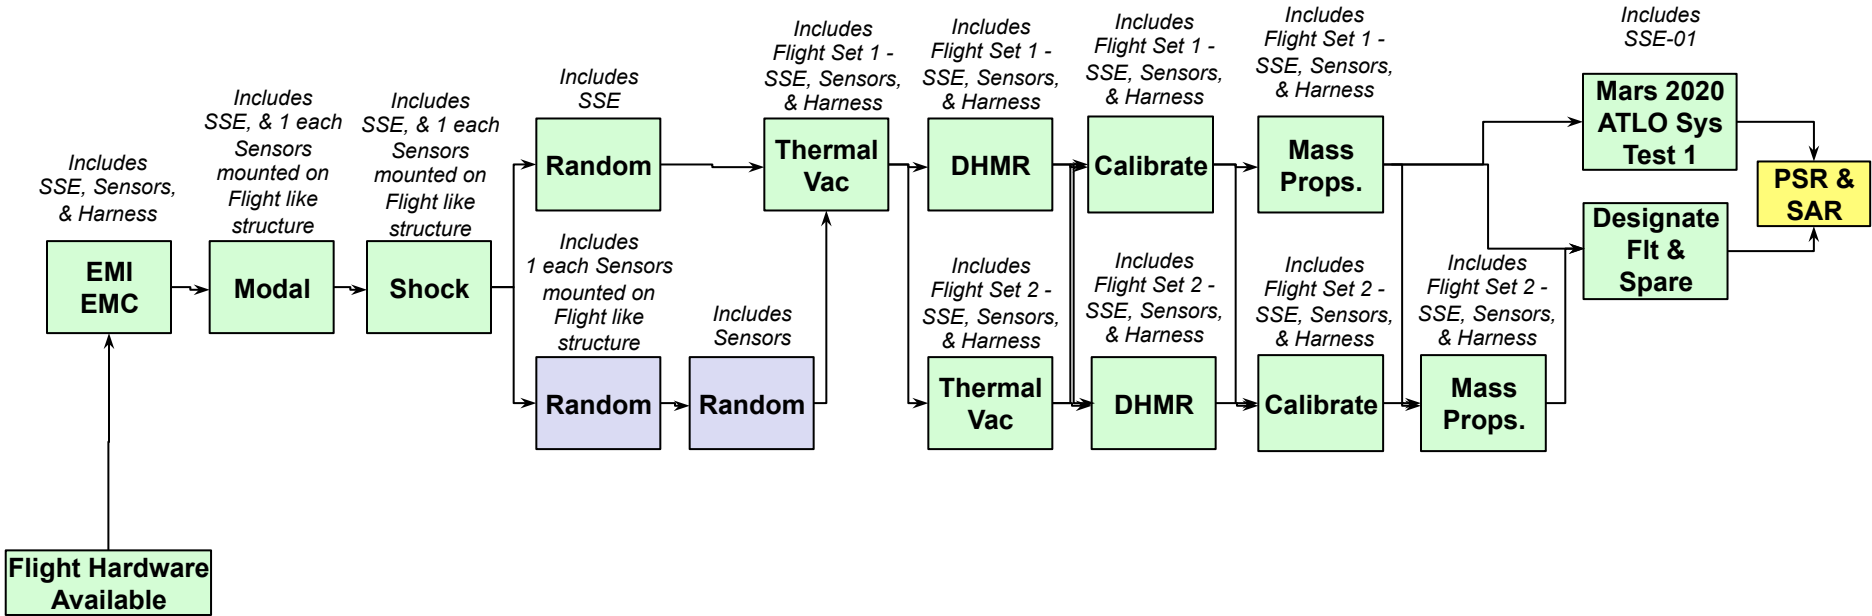 Includes
SSE, Sensors,
& Harness
EMI
EMC
Includes
SSE, & 1 each
Sensors
mounted on
Flight like
structure
Modal
Includes
SSE, & 1 each
Sensors
mounted on
Flight like
structure
Shock
Includes
SSE
Random
Includes
1 each Sensors
mounted on
Flight like
structure
Random
Includes
Sensors
Random
Includes
Flight Set 1 -
SSE, Sensors,
& Harness
Thermal
Vac
Includes
Flight Set 1 -
SSE, Sensors,
& Harness
DHMR
Includes
Flight Set 1 -
SSE, Sensors,
& Harness
Calibrate
Includes
Flight Set 1 -
SSE, Sensors,
& Harness
Mass
Props.
Includes
Flight Set 2 -
SSE, Sensors,
& Harness
Thermal
Vac
Includes
Flight Set 2 -
SSE, Sensors,
& Harness
DHMR
Includes
Flight Set 2 -
SSE, Sensors,
& Harness
Calibrate
Includes
Flight Set 2 -
SSE, Sensors,
& Harness
Mass
Props.
Includes
SSE-01
Mars 2020
ATLO Sys
Test 1
Designate
Flt &
Spare
PSR &
SAR
Flight Hardware
Available